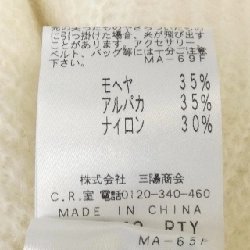 に引っ掛けた場合、糸が飛び出す
ことがあります。アクセサリー
ベルト、バッグ等には一分ご注意
下さい。
MA-69F
モヘヤ 35%
アルパカ 35%
ナイロン 30%
株式会社 三陽商会
C.R.室 電話0120-340-460
MADE IN CHINA
RTY
MA-65F